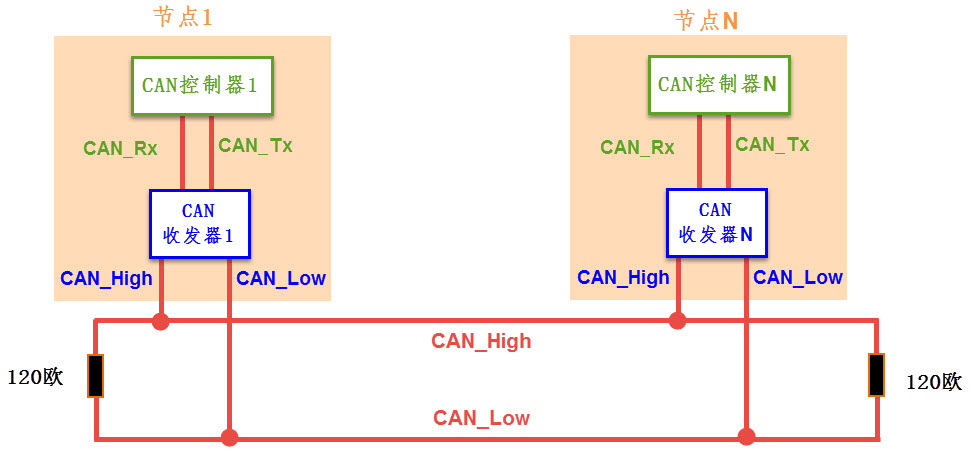 节点1
节点N
CAN控制器1
CAN控制器N
CAN_Rx
CAN_Tx
CAN_Rx
CAN_Tx
CAN
收发器1
CAN
收发器N
CAN_High
CAN_Low
CAN_High
CAN_Low
CAN_High
120欧
120欧
CAN_Low